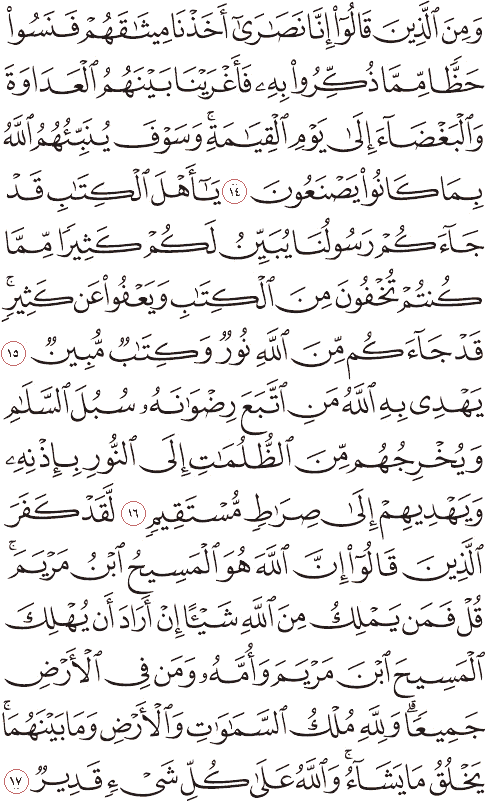 وَمِنَ ٱلَّذِينَ قَالُوٓا۟ إِنَّا نَصَـٰرَىٰٓ أَخَذْنَا مِيثَـٰقَهُمْ فَنَسُوا۟
حَظًّا مِّمَّا ذُكِّرُوا۟ بِهِۦ فَأَغْرَيْنَا بَيْنَهُمُ ٱلْعَدَاوَةَ
وَٱلْبَغْضَآءَ إِلَىٰ يَوْمِ ٱلْقِيَـٰمَةِ ۚ وَسَوْفَ يُنَبِّئُهُمُ ٱللَّهُ
بِمَا كَانُوا۟ يَصْنَعُونَ ١٤ يَـٰٓأَهْلَ ٱلْكِتَـٰبِ قَدْ
جَآءَكُمْ رَسُولُنَا يُبَيِّنُ لَكُمْ كَثِيرًا مِّمَّا
كُنتُمْ تُخْفُونَ مِنَ ٱلْكِتَـٰبِ وَيَعْفُوا۟ عَن كَثِيرٍ ۚ
قَدْ جَآءَكُم مِّنَ ٱللَّهِ نُورٌ وَكِتَـٰبٌ مُّبِينٌ ١٥
يَهْدِى بِهِ ٱللَّهُ مَنِ ٱتَّبَعَ رِضْوَٰنَهُۥ سُبُلَ ٱلسَّلَـٰمِ
وَيُخْرِجُهُم مِّنَ ٱلظُّلُمَـٰتِ إِلَى ٱلنُّورِ بِإِذْنِهِۦ
وَيَهْدِيهِمْ إِلَىٰ صِرَٰطٍ مُّسْتَقِيمٍ ١٦ لَّقَدْ كَفَرَ
ٱلَّذِينَ قَالُوٓا۟ إِنَّ ٱللَّهَ هُوَ ٱلْمَسِيحُ ٱبْنُ مَرْيَمَ ۚ
قُلْ فَمَن يَمْلِكُ مِنَ ٱللَّهِ شَيْـًٔا إِنْ أَرَادَ أَن يُهْلِكَ
ٱلْمَسِيحَ ٱبْنَ مَرْيَمَ وَأُمَّهُۥ وَمَن فِى ٱلْأَرْضِ
جَمِيعًا ۗ وَلِلَّهِ مُلْكُ ٱلسَّمَـٰوَٰتِ وَٱلْأَرْضِ وَمَا بَيْنَهُمَا ۚ
يَخْلُقُ مَا يَشَآءُ ۚ وَٱللَّهُ عَلَىٰ كُلِّ شَىْءٍ قَدِيرٌ ١٧